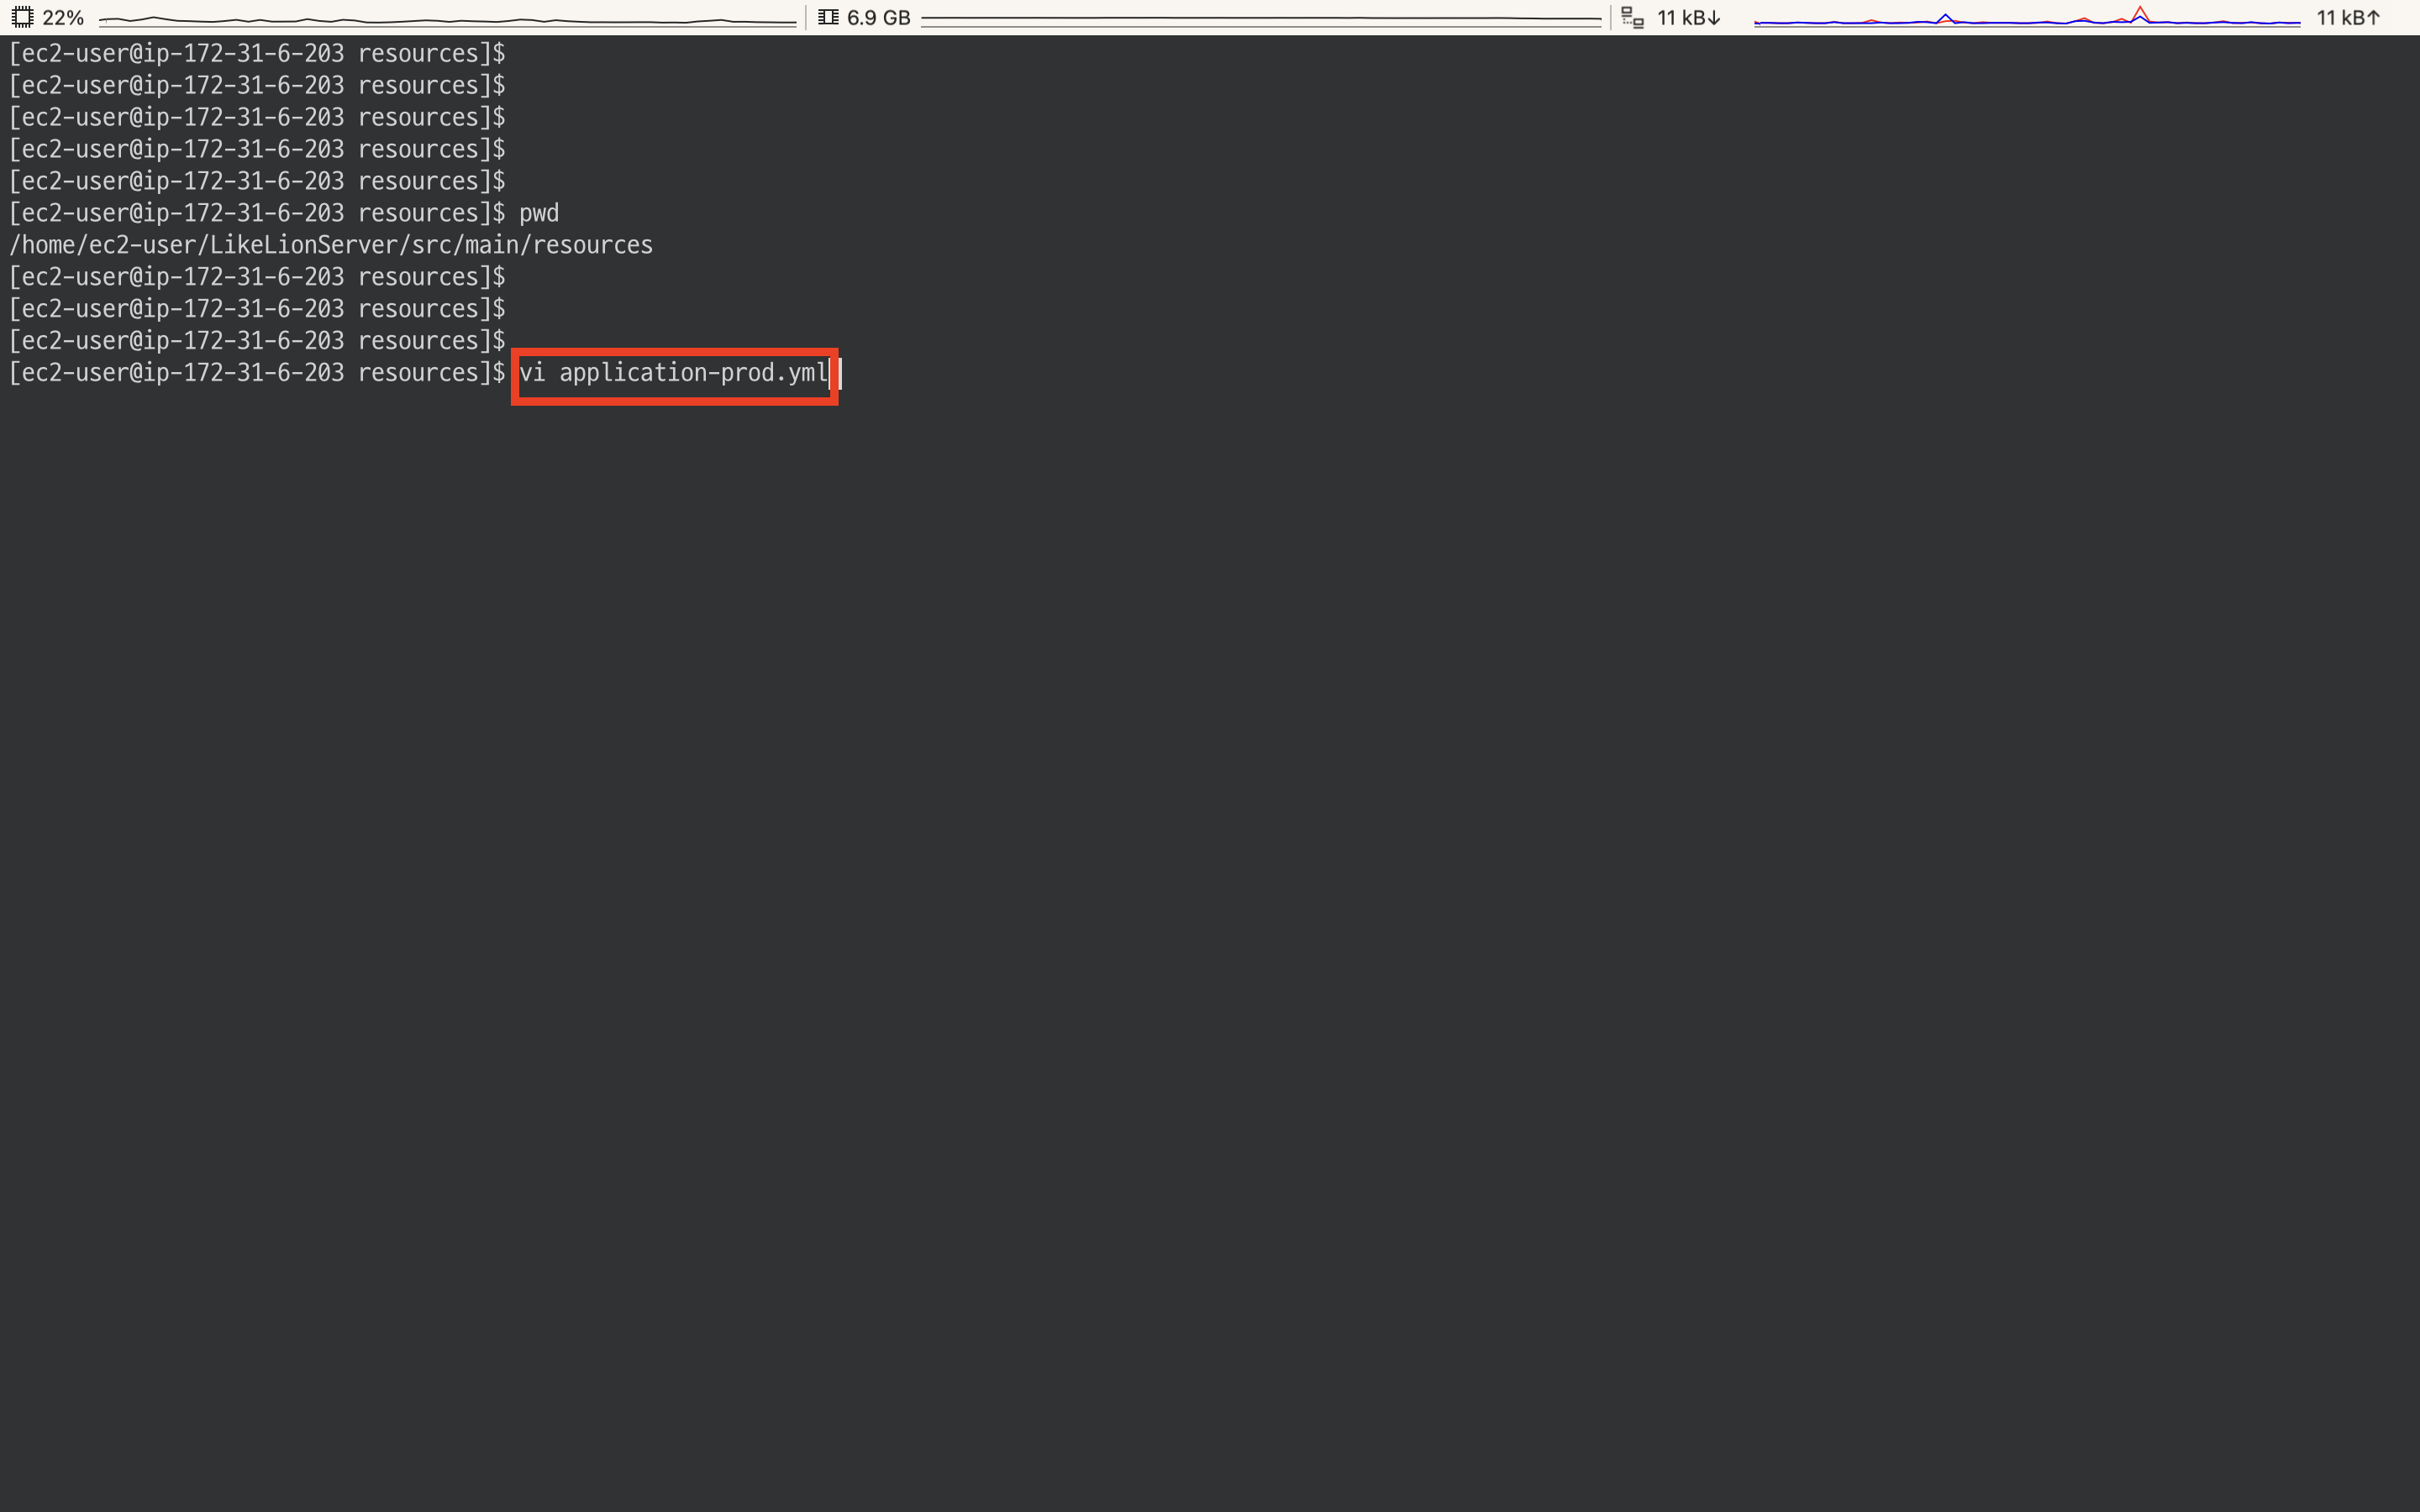 22% 6.9 GB 11 kB↓ 11 kB↑
[ec2-user@ip-172-31-6-203 resources]$
[ec2-user@ip-172-31-6-203 resources]$
[ec2-user@ip-172-31-6-203 resources]$
[ec2-user@ip-172-31-6-203 resources]$
[ec2-user@ip-172-31-6-203 resources]$
[ec2-user@ip-172-31-6-203 resources]$ pwd
/home/ec2-user/LikeLionServer/src/main/resources
[ec2-user@ip-172-31-6-203 resources]$
[ec2-user@ip-172-31-6-203 resources]$
[ec2-user@ip-172-31-6-203 resources]$
[ec2-user@ip-172-31-6-203 resources]$ vi application-prod.yml